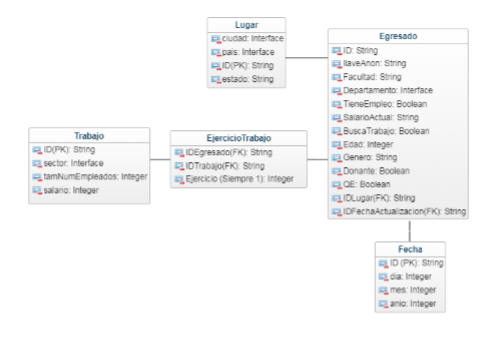 Lugar
ciudad: Interface
pais: Interface
ID(PK): String
estado: String
Egresado
ID: String
llaveAnon: String
Facultad: String
Departamento: Interface
TieneEmpleo: Boolean
SalarioActual: String
BuscaTrabajo: Boolean
Edad: Integer
Genero: String
Donante: Boolean
QE: Boolean
IDLugar(FK): String
IDFechaActualizacion(FK): String
Trabajo
ID(PK): String
sector: Interface
tamNumEmpleados: Integer
salario: Integer
EjercicioTrabajo
IDEgresado(FK): String
IDTrabajo(FK): String
Ejercicio (Siempre 1): Integer
Fecha
ID (PK): String
dia: Integer
mes: Integer
anio: Integer